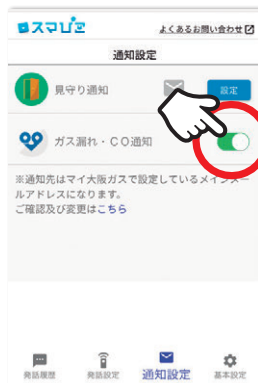 スマぴこ
よくあるお問い合わせ
通知設定
見守り通知
設定
ガス漏れ・CO通知
※通知先はマイ大阪ガスで設定しているメインメールアドレスになります。
ご確認及び変更はこちら
発話履歴
発話設定
通知設定
基本設定